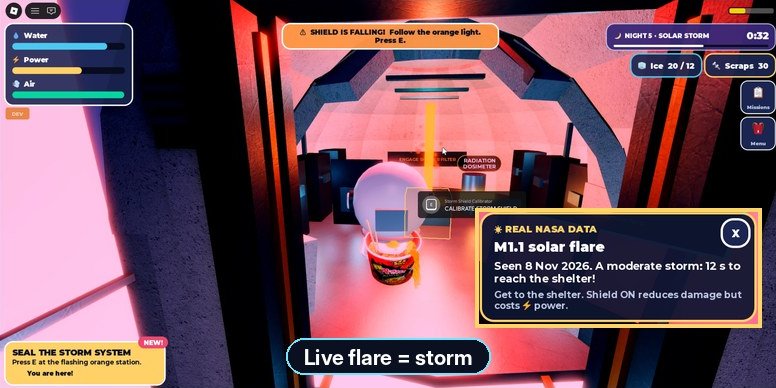 Water
Power
Air
DEV
⚠ SHIELD IS FALLING! Follow the orange light.
Press E.
NIGHT 5 • SOLAR STORM 0:32
Ice 20 / 12
Scraps 30
Missions
Menu
RADIATION
DOSIMETER
Storm Shield Calibrator
CALIBRATE STORM SHIELD
REAL NASA DATA
X
M1.1 solar flare
Seen 8 Nov 2026. A moderate storm: 12 s to
reach the shelter!
Get to the shelter. Shield ON reduces damage but
costs ⚡ power.
NEW!
SEAL THE STORM SYSTEM
Press E at the flashing orange station.
You are here!
Live flare = storm